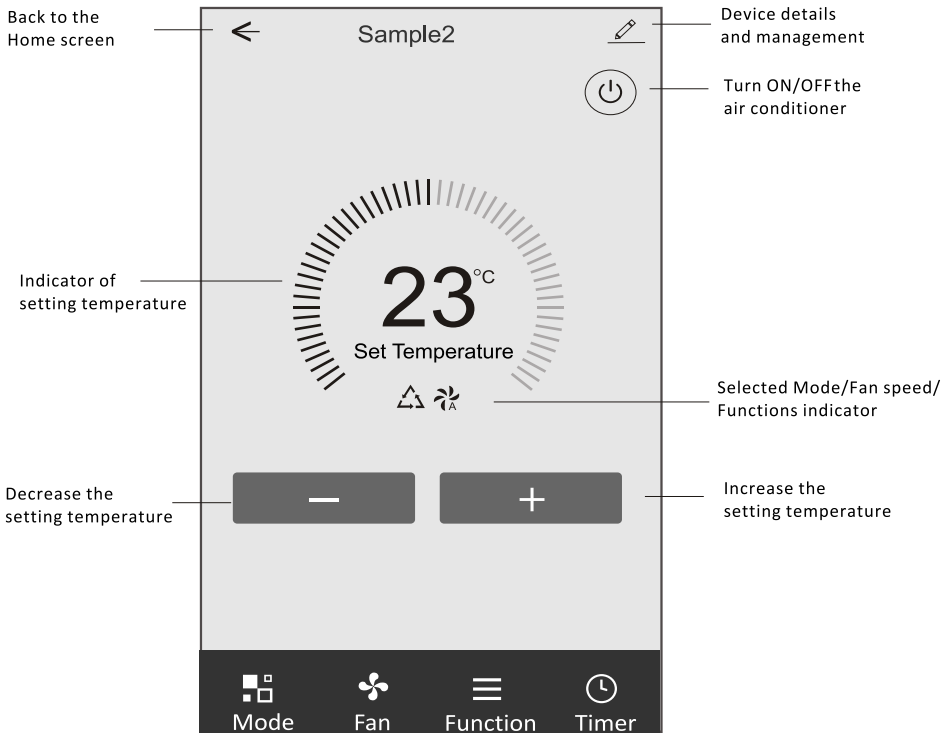 Back to the
Home screen
Sample2
Device details
and management
Turn ON/OFF the
air conditioner
Indicator of
setting temperature
23°C
Set Temperature
A
Selected Mode/Fan speed/
Functions indicator
Decrease the
setting temperature
Increase the
setting temperature
Mode
Fan
Function
Timer